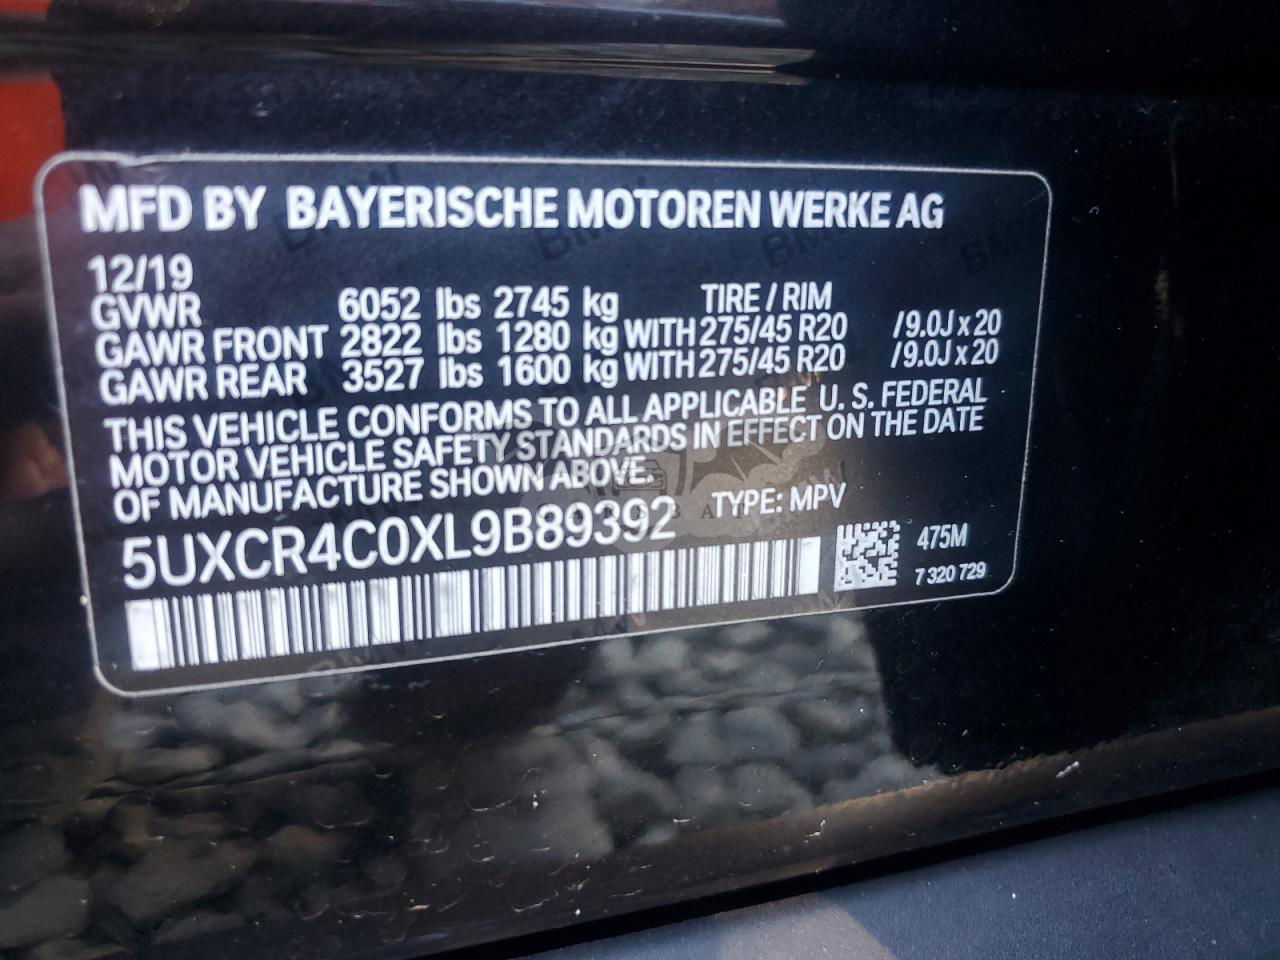 MFD BY BAYERISCHE MOTOREN WERKE AG
12/19
GVWR 6052 lbs 2745 kg TIRE / RIM
GAWR FRONT 2822 lbs 1280 kg WITH 275/45 R20 /9.0J x 20
GAWR REAR 3527 lbs 1600 kg WITH 275/45 R20 /9.0J x 20
THIS VEHICLE CONFORMS TO ALL APPLICABLE U. S. FEDERAL
MOTOR VEHICLE SAFETY STANDARDS IN EFFECT ON THE DATE
OF MANUFACTURE SHOWN ABOVE.
5UXCR4C0XL9B89392 TYPE: MPV
475M
7 320 729